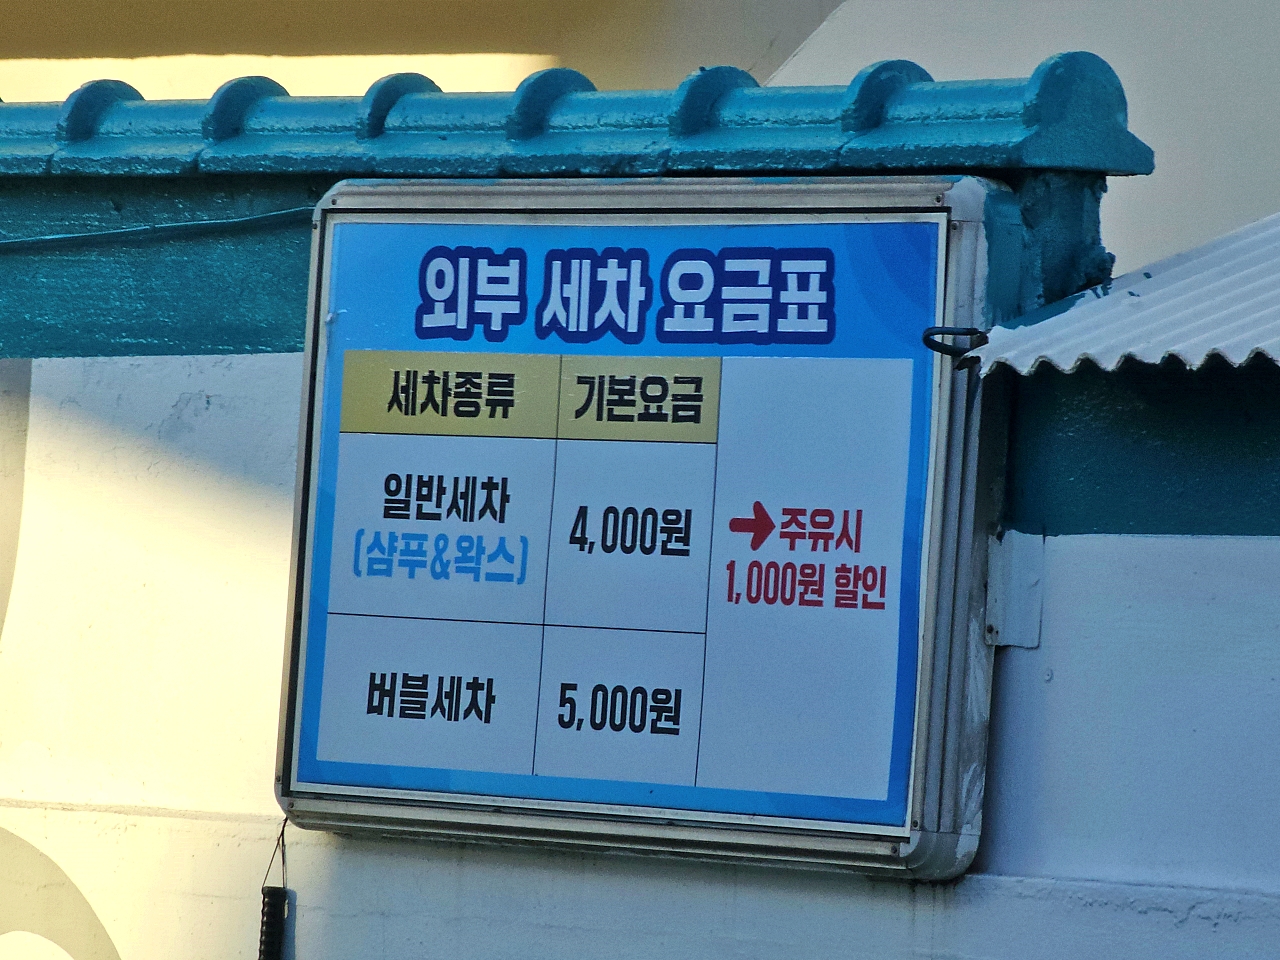 외부 세차 요금표
세차종류 기본요금
일반세차
(샴푸&왁스)
4,000원
➔주유시
1,000원 할인
버블세차 5,000원